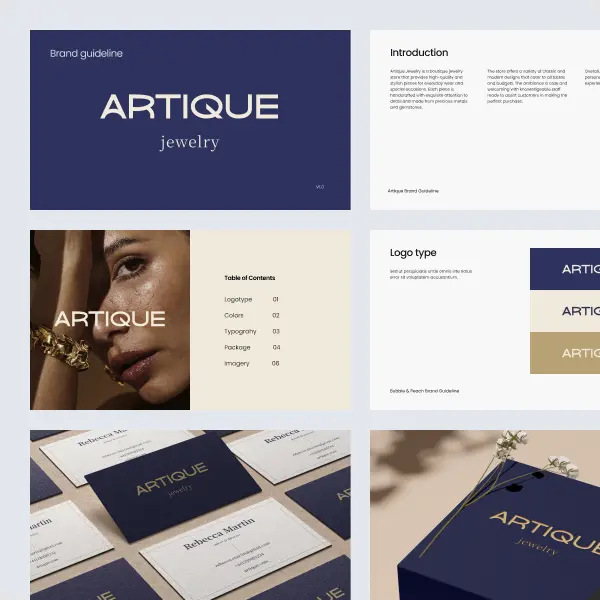 Brand guideline
ARTIQUE
jewelry
V1.0
Introduction
Artique Jewelry is a boutique jewelry
store that provides high-quality and
stylish pieces for everyday wear and
special occasions. Each piece is
handcrafted with exquisite attention to
detail and made from precious metals
and gemstones.
The store offers a variety of classic and
modern designs that cater to all tastes
and budgets. The ambiance is
welcoming with knowledgeable staff
ready to assist customers in making the
perfect purchase.
Artique Brand Guideline
ARTIQUE
Table of Contents
Logotype 01
Colors 02
Typograhy 03
Package 04
Imagery 08
Logo type
Sed ut perspiciatis unde omnis iste natus
error sit voluptatem accusantium.
ARTIQ
ARTIQ
ARTIQ
Bubble & Peach Brand Guideline
Rebecca
Rebecca M
ARTIQUE
jewelry
Martin
Rebecca Martin
ARTIQUE
jewelry